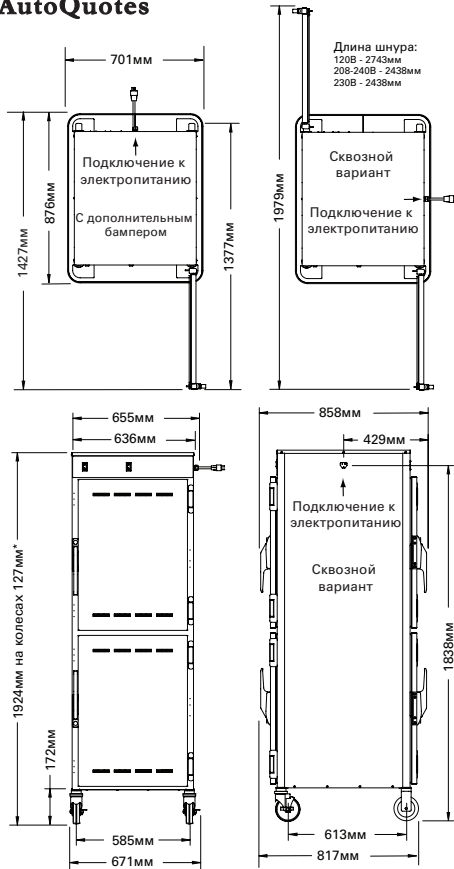 AutoQuotes
Длина шнура:
120В - 2743мм
208-240В - 2438мм
230В - 2438мм
701мм
1427мм
876мм
Подключение к
электропитанию
С дополнительным
бампером
1377мм
1979мм
Сквозной
вариант
Подключение к
электропитанию
655мм
636мм
1924мм на колесах 127мм*
172мм
585мм
671мм
858мм
429мм
Подключение к
электропитанию
Сквозной
вариант
1838мм
613мм
817мм